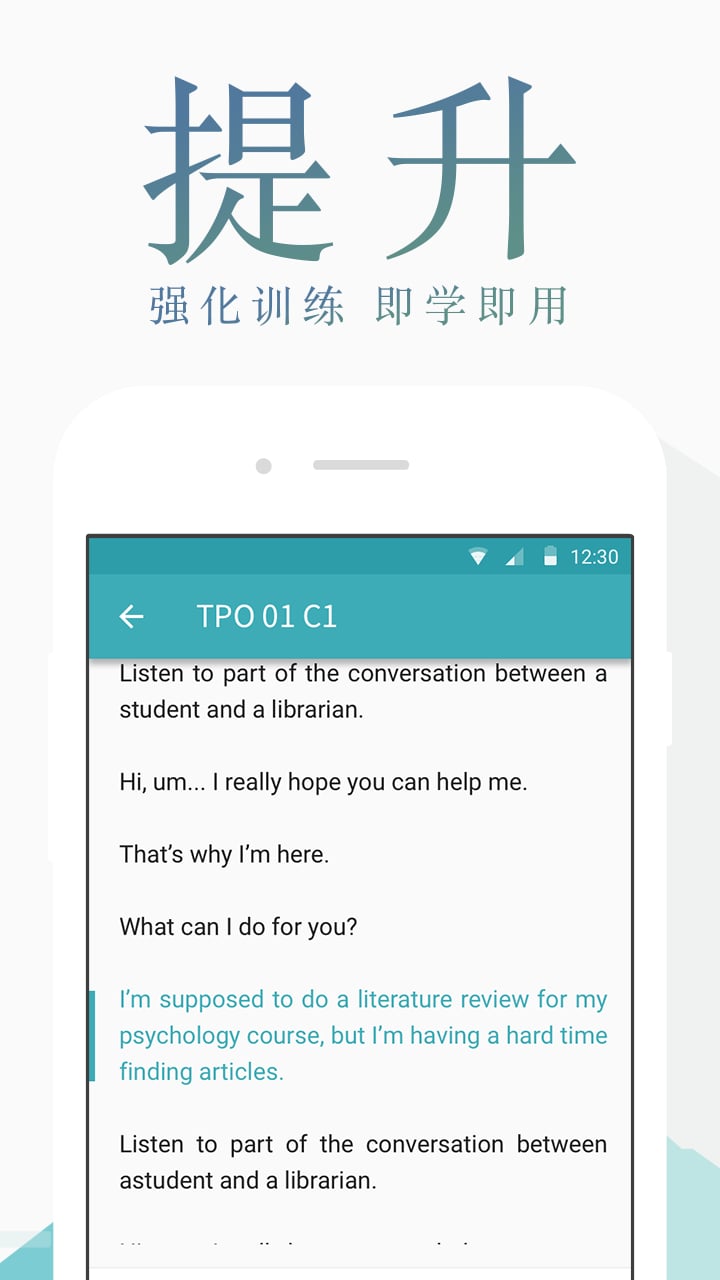 提升
强化训练 即学即用
12:30
TPO 01 C1
Listen to part of the conversation between a
student and a librarian.
Hi, um... I really hope you can help me.
That’s why I’m here.
What can I do for you?
I’m supposed to do a literature review for my
psychology course, but I’m having a hard time
finding articles.
Listen to part of the conversation between
astudent and a librarian.